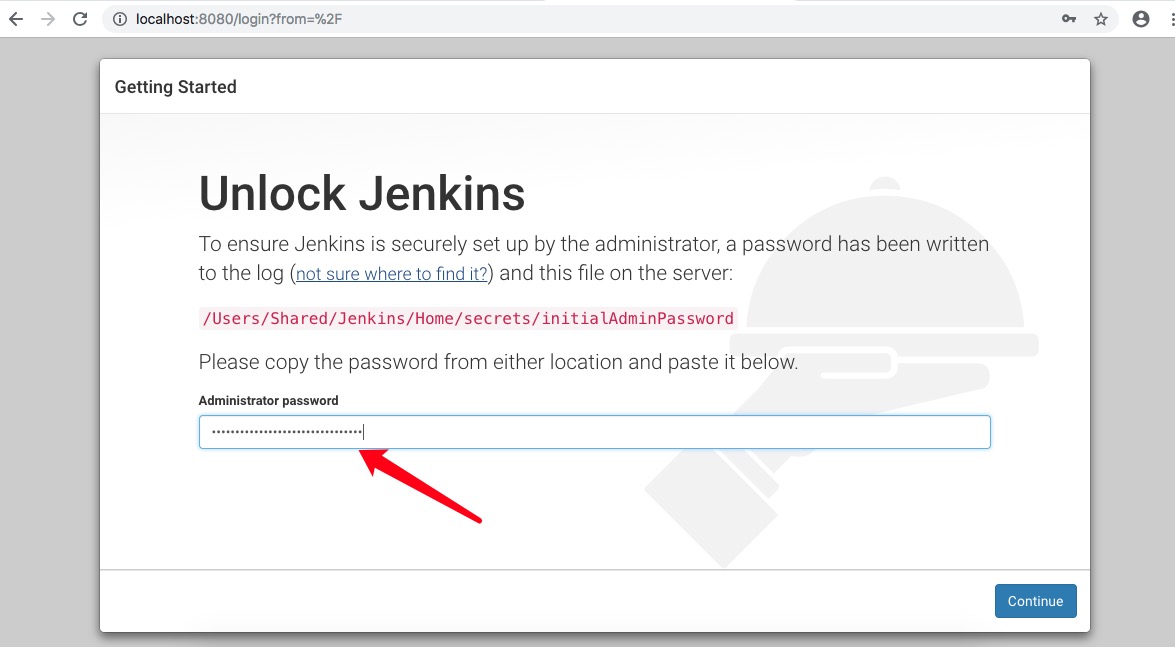 localhost:8080/login?from=%2F
Getting Started
Unlock Jenkins
To ensure Jenkins is securely set up by the administrator, a password has been written
to the log (not sure where to find it?) and this file on the server:
/Users/Shared/Jenkins/Home/secrets/initialAdminPassword
Please copy the password from either location and paste it below.
Administrator password
Continue